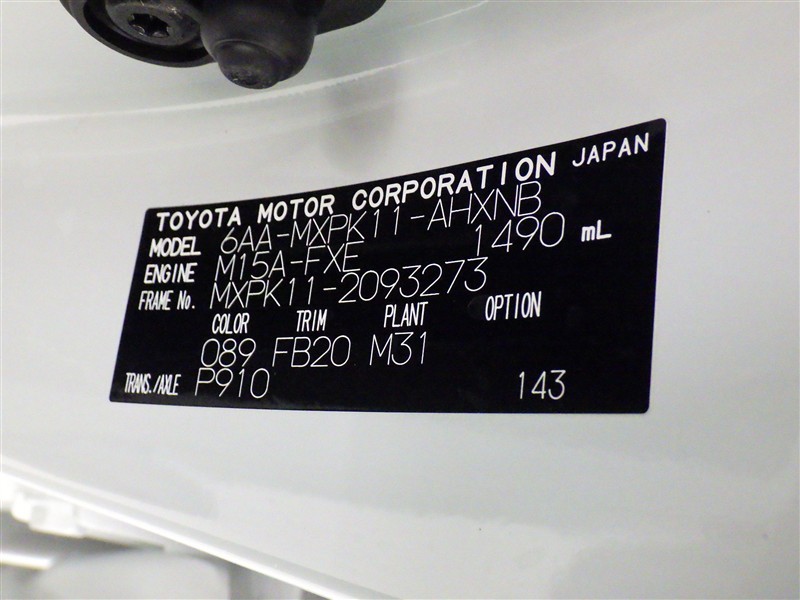 TOYOTA MOTOR CORPORATION JAPAN
MODEL 6AA-MXPK11-AHXNB
ENGINE M15A-FXE 1490 mL
FRAME No. MXPK11-2093273
COLOR TRIM PLANT OPTION
089 FB20 M31
TRANS./AXLE P910 143